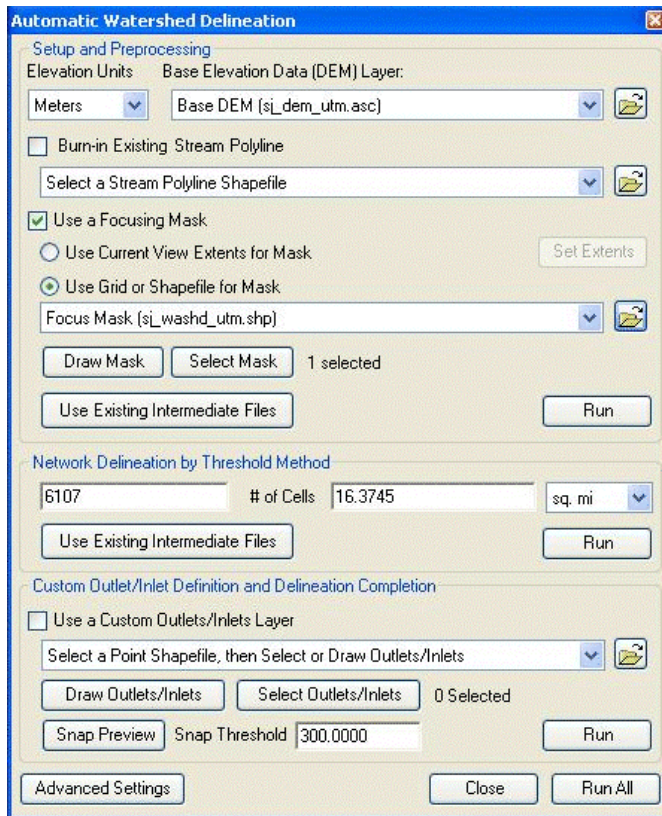 Automatic Watershed Delineation
Setup and Preprocessing
Elevation Units Base Elevation Data (DEM) Layer:
Meters Base DEM (sj_dem_utm.asc)
Burn-in Existing Stream Polyline
Select a Stream Polyline Shapefile
Use a Focusing Mask
Use Current View Extents for Mask Set Extents
Use Grid or Shapefile for Mask
Focus Mask (sj_washd_utm.shp)
Draw Mask Select Mask 1 selected
Use Existing Intermediate Files Run
Network Delineation by Threshold Method
6107 # of Cells 16.3745 sq. mi
Use Existing Intermediate Files Run
Custom Outlet/Inlet Definition and Delineation Completion
Use a Custom Outlets/Inlets Layer
Select a Point Shapefile, then Select or Draw Outlets/Inlets
Draw Outlets/Inlets Select Outlets/Inlets 0 Selected
Snap Preview Snap Threshold 300.0000 Run
Advanced Settings Close Run All